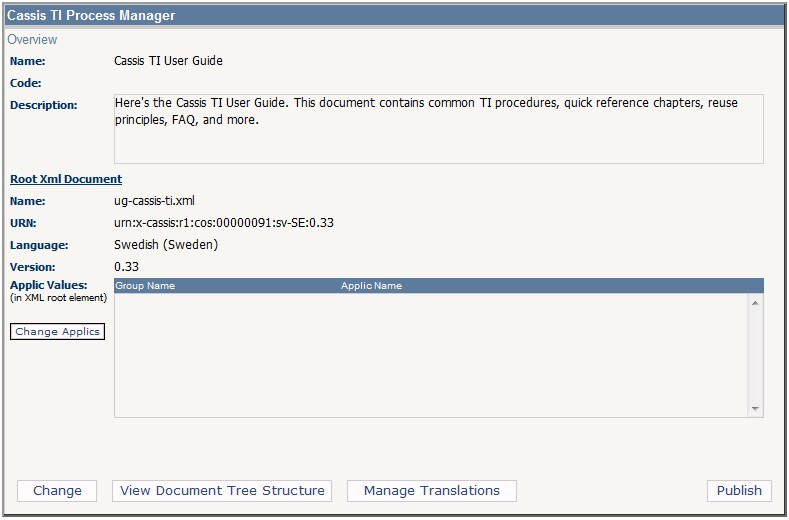 Cassis TI Process Manager
Overview
Name: Cassis TI User Guide
Code:
Description: Here's the Cassis TI User Guide. This document contains common TI procedures, quick reference chapters, reuse
principles, FAQ, and more.
Root Xml Document
Name: ug-cassis-ti.xml
URN: urn:x-cassis:r1:cos:00000091:sv-SE:0.33
Language: Swedish (Sweden)
Version: 0.33
Applic Values: Group Name Applic Name
(in XML root element)
Change Applics
Change View Document Tree Structure Manage Translations Publish